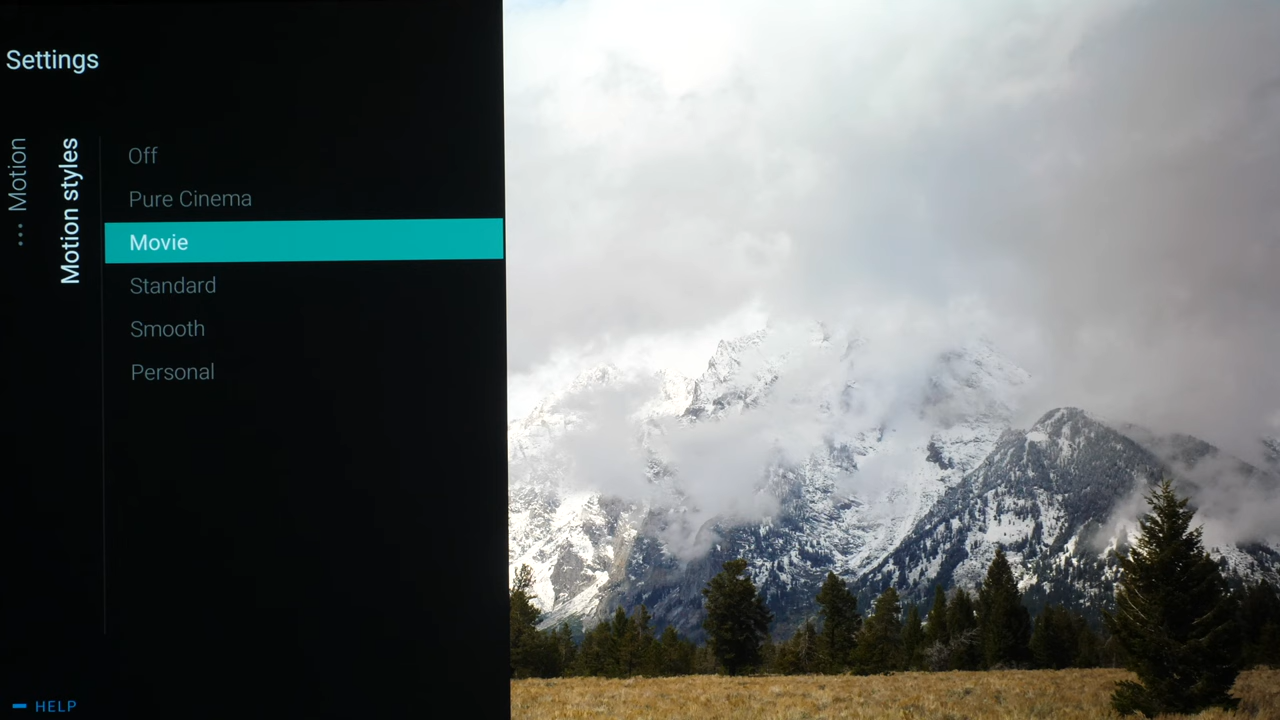 Settings
Motion
Motion styles
Off
Pure Cinema
Movie
Standard
Smooth
Personal
HELP